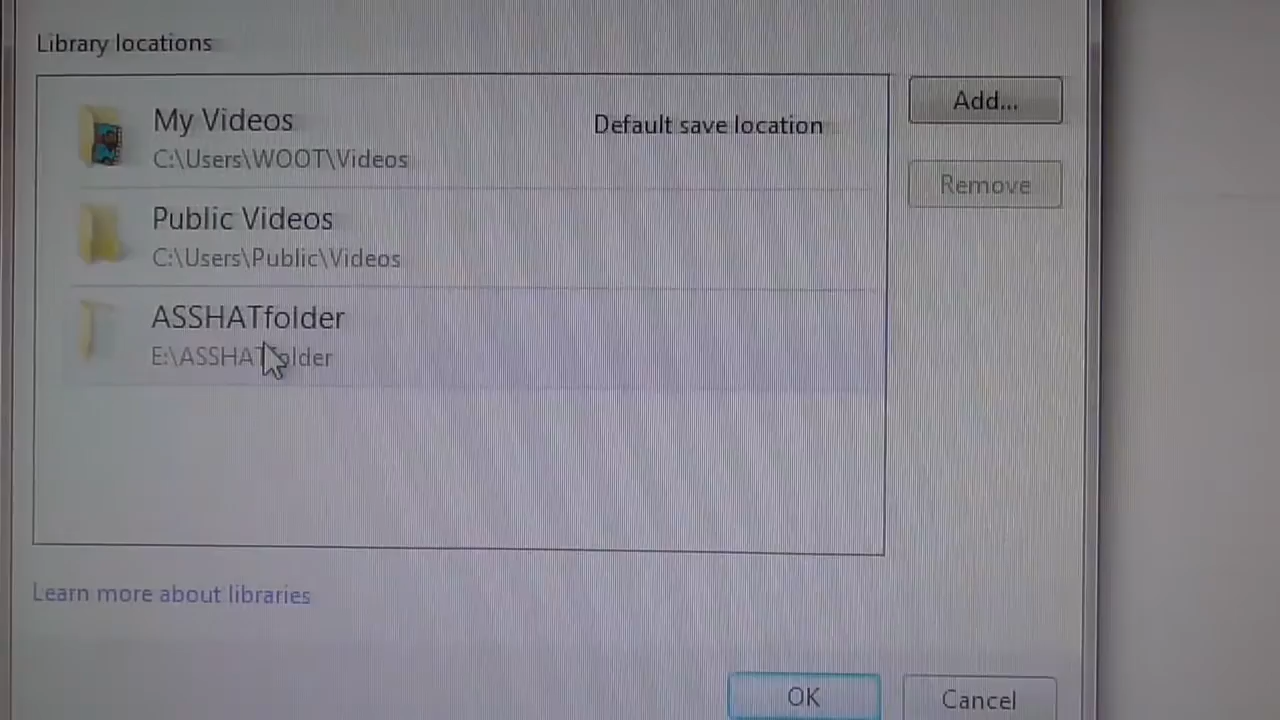 Library locations
My Videos
Default save location
C:\Users\WOOT\Videos
Public Videos
C:\Users\Public\Videos
ASSHATfolder
E:\ASSHATfolder
Add...
Remove
Learn more about libraries
OK
Cancel